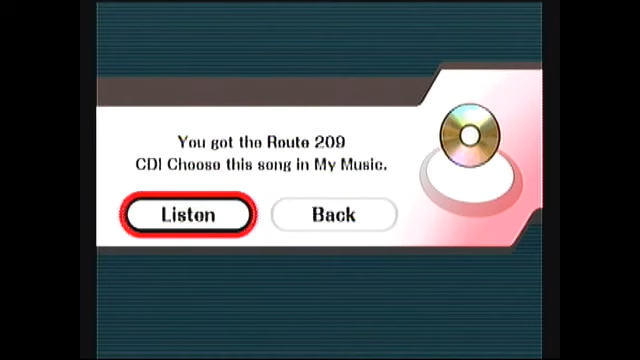 You got the Route 209
CD! Choose this song in My Music.
Listen
Back